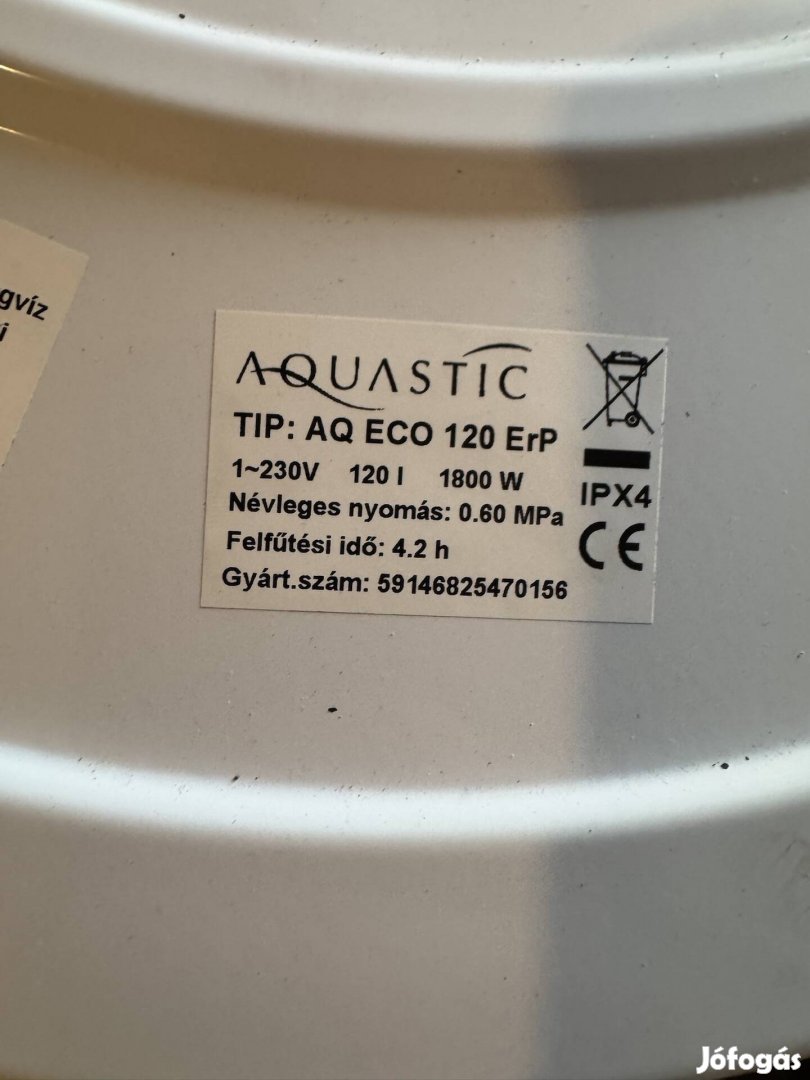 gvíz
AQUASTIC
TIP: AQ ECO 120 ErP
1~230V 120 l 1800 W
IPX4
Névleges nyomás: 0.60 MPa
Felfűtési idő: 4.2 h
CE
Gyárt.szám: 59146825470156
Jófogás